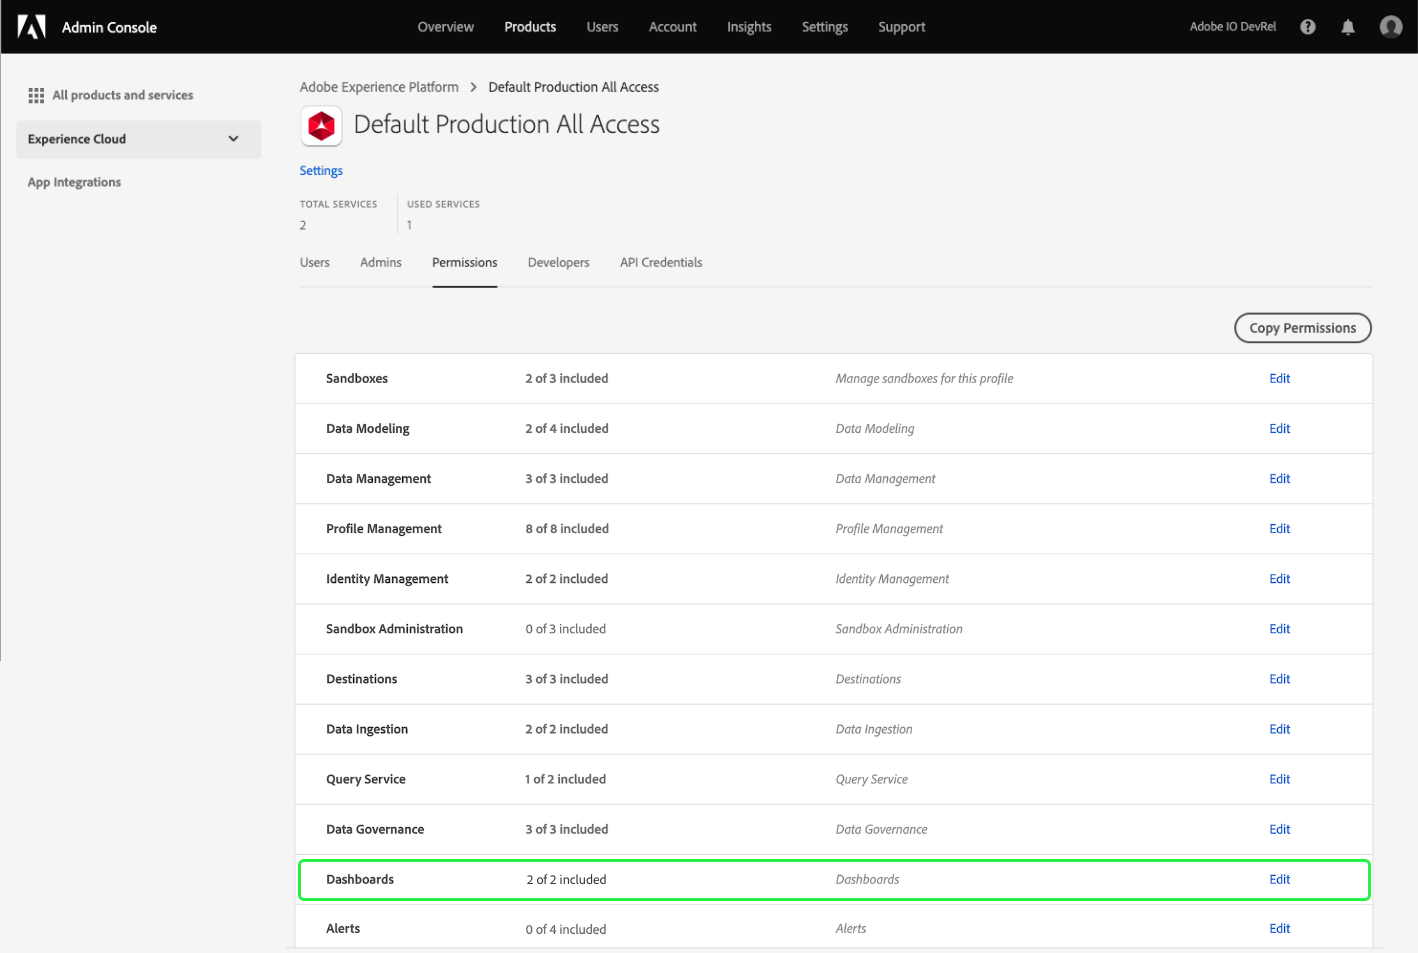 Admin Console
Overview Products Users Account Insights Settings Support
Adobe IO DevRel
All products and services
Experience Cloud
App Integrations
Adobe Experience Platform > Default Production All Access
Default Production All Access
Settings
TOTAL SERVICES USED SERVICES
2 1
Users Admins Permissions Developers API Credentials
Copy Permissions
Sandboxes 2 of 3 included Manage sandboxes for this profile Edit
Data Modeling 2 of 4 included Data Modeling Edit
Data Management 3 of 3 included Data Management Edit
Profile Management 8 of 8 included Profile Management Edit
Identity Management 2 of 2 included Identity Management Edit
Sandbox Administration 0 of 3 included Sandbox Administration Edit
Destinations 3 of 3 included Destinations Edit
Data Ingestion 2 of 2 included Data Ingestion Edit
Query Service 1 of 2 included Query Service Edit
Data Governance 3 of 3 included Data Governance Edit
Dashboards 2 of 2 included Dashboards Edit
Alerts 0 of 4 included Alerts Edit